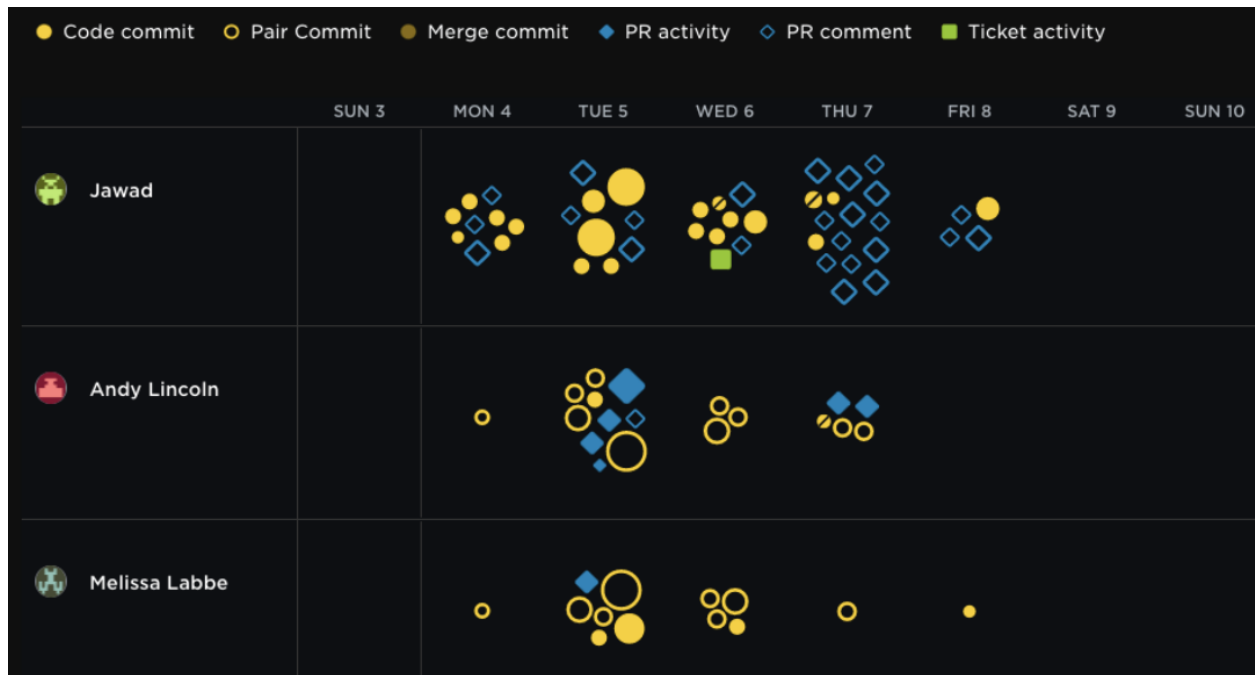 Code commit Pair Commit Merge commit PR activity PR comment Ticket activity
SUN 3 MON 4 TUE 5 WED 6 THU 7 FRI 8 SAT 9 SUN 10
Jawad
Andy Lincoln
Melissa Labbe